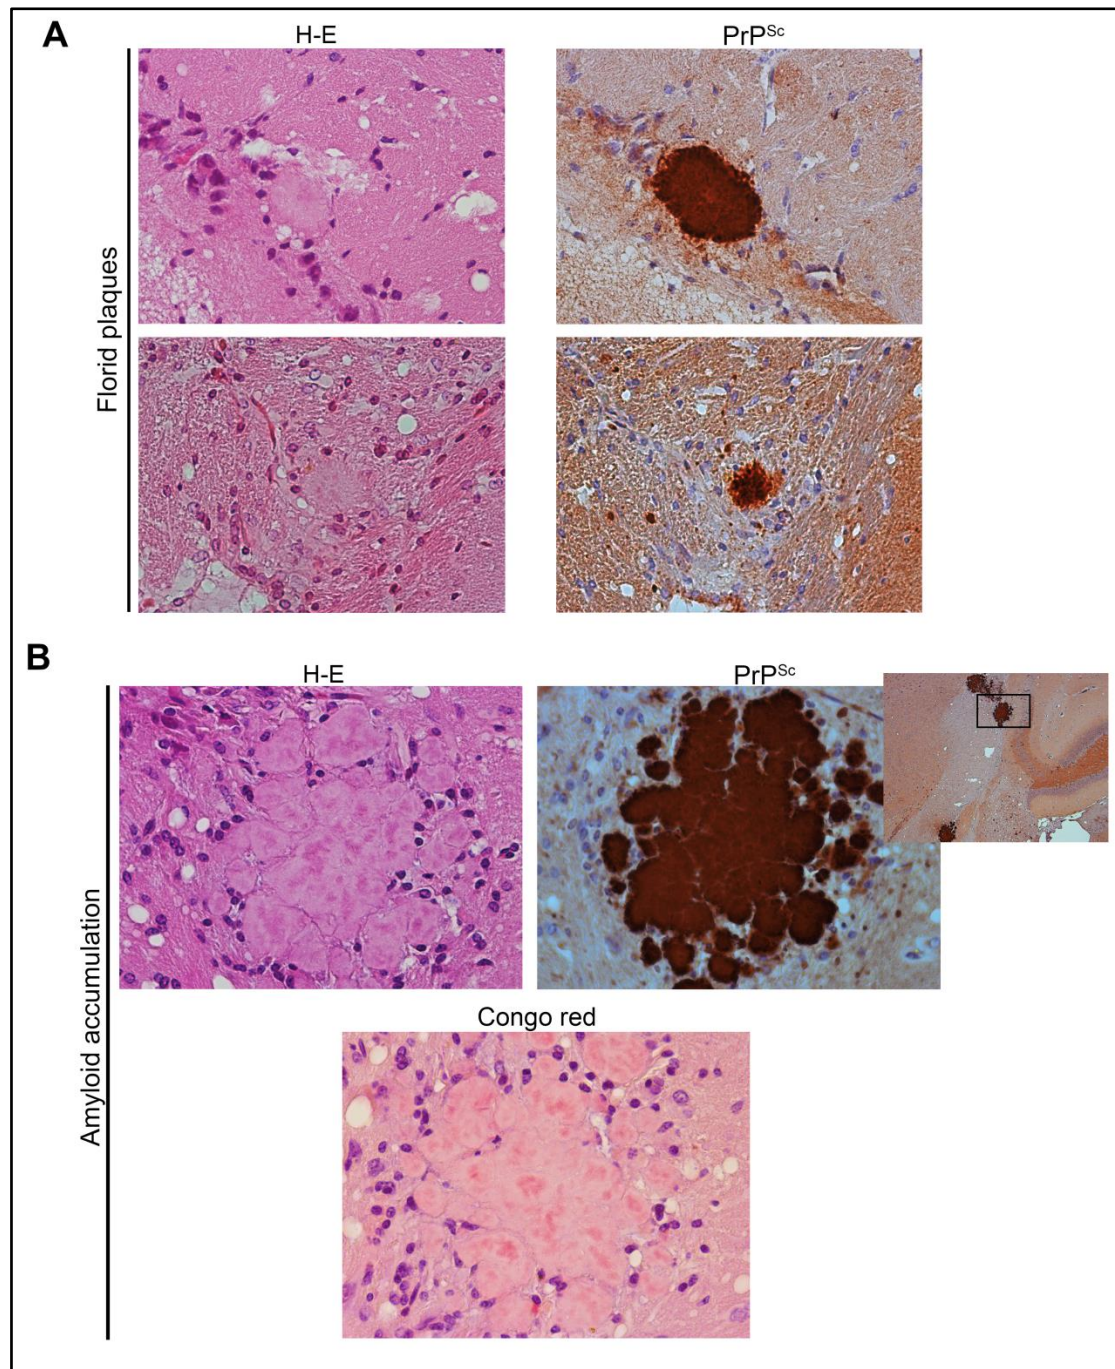 A
H-E
PrPSc
Florid plaques
B
H-E
PrPSc
Amyloid accumulation
Congo red